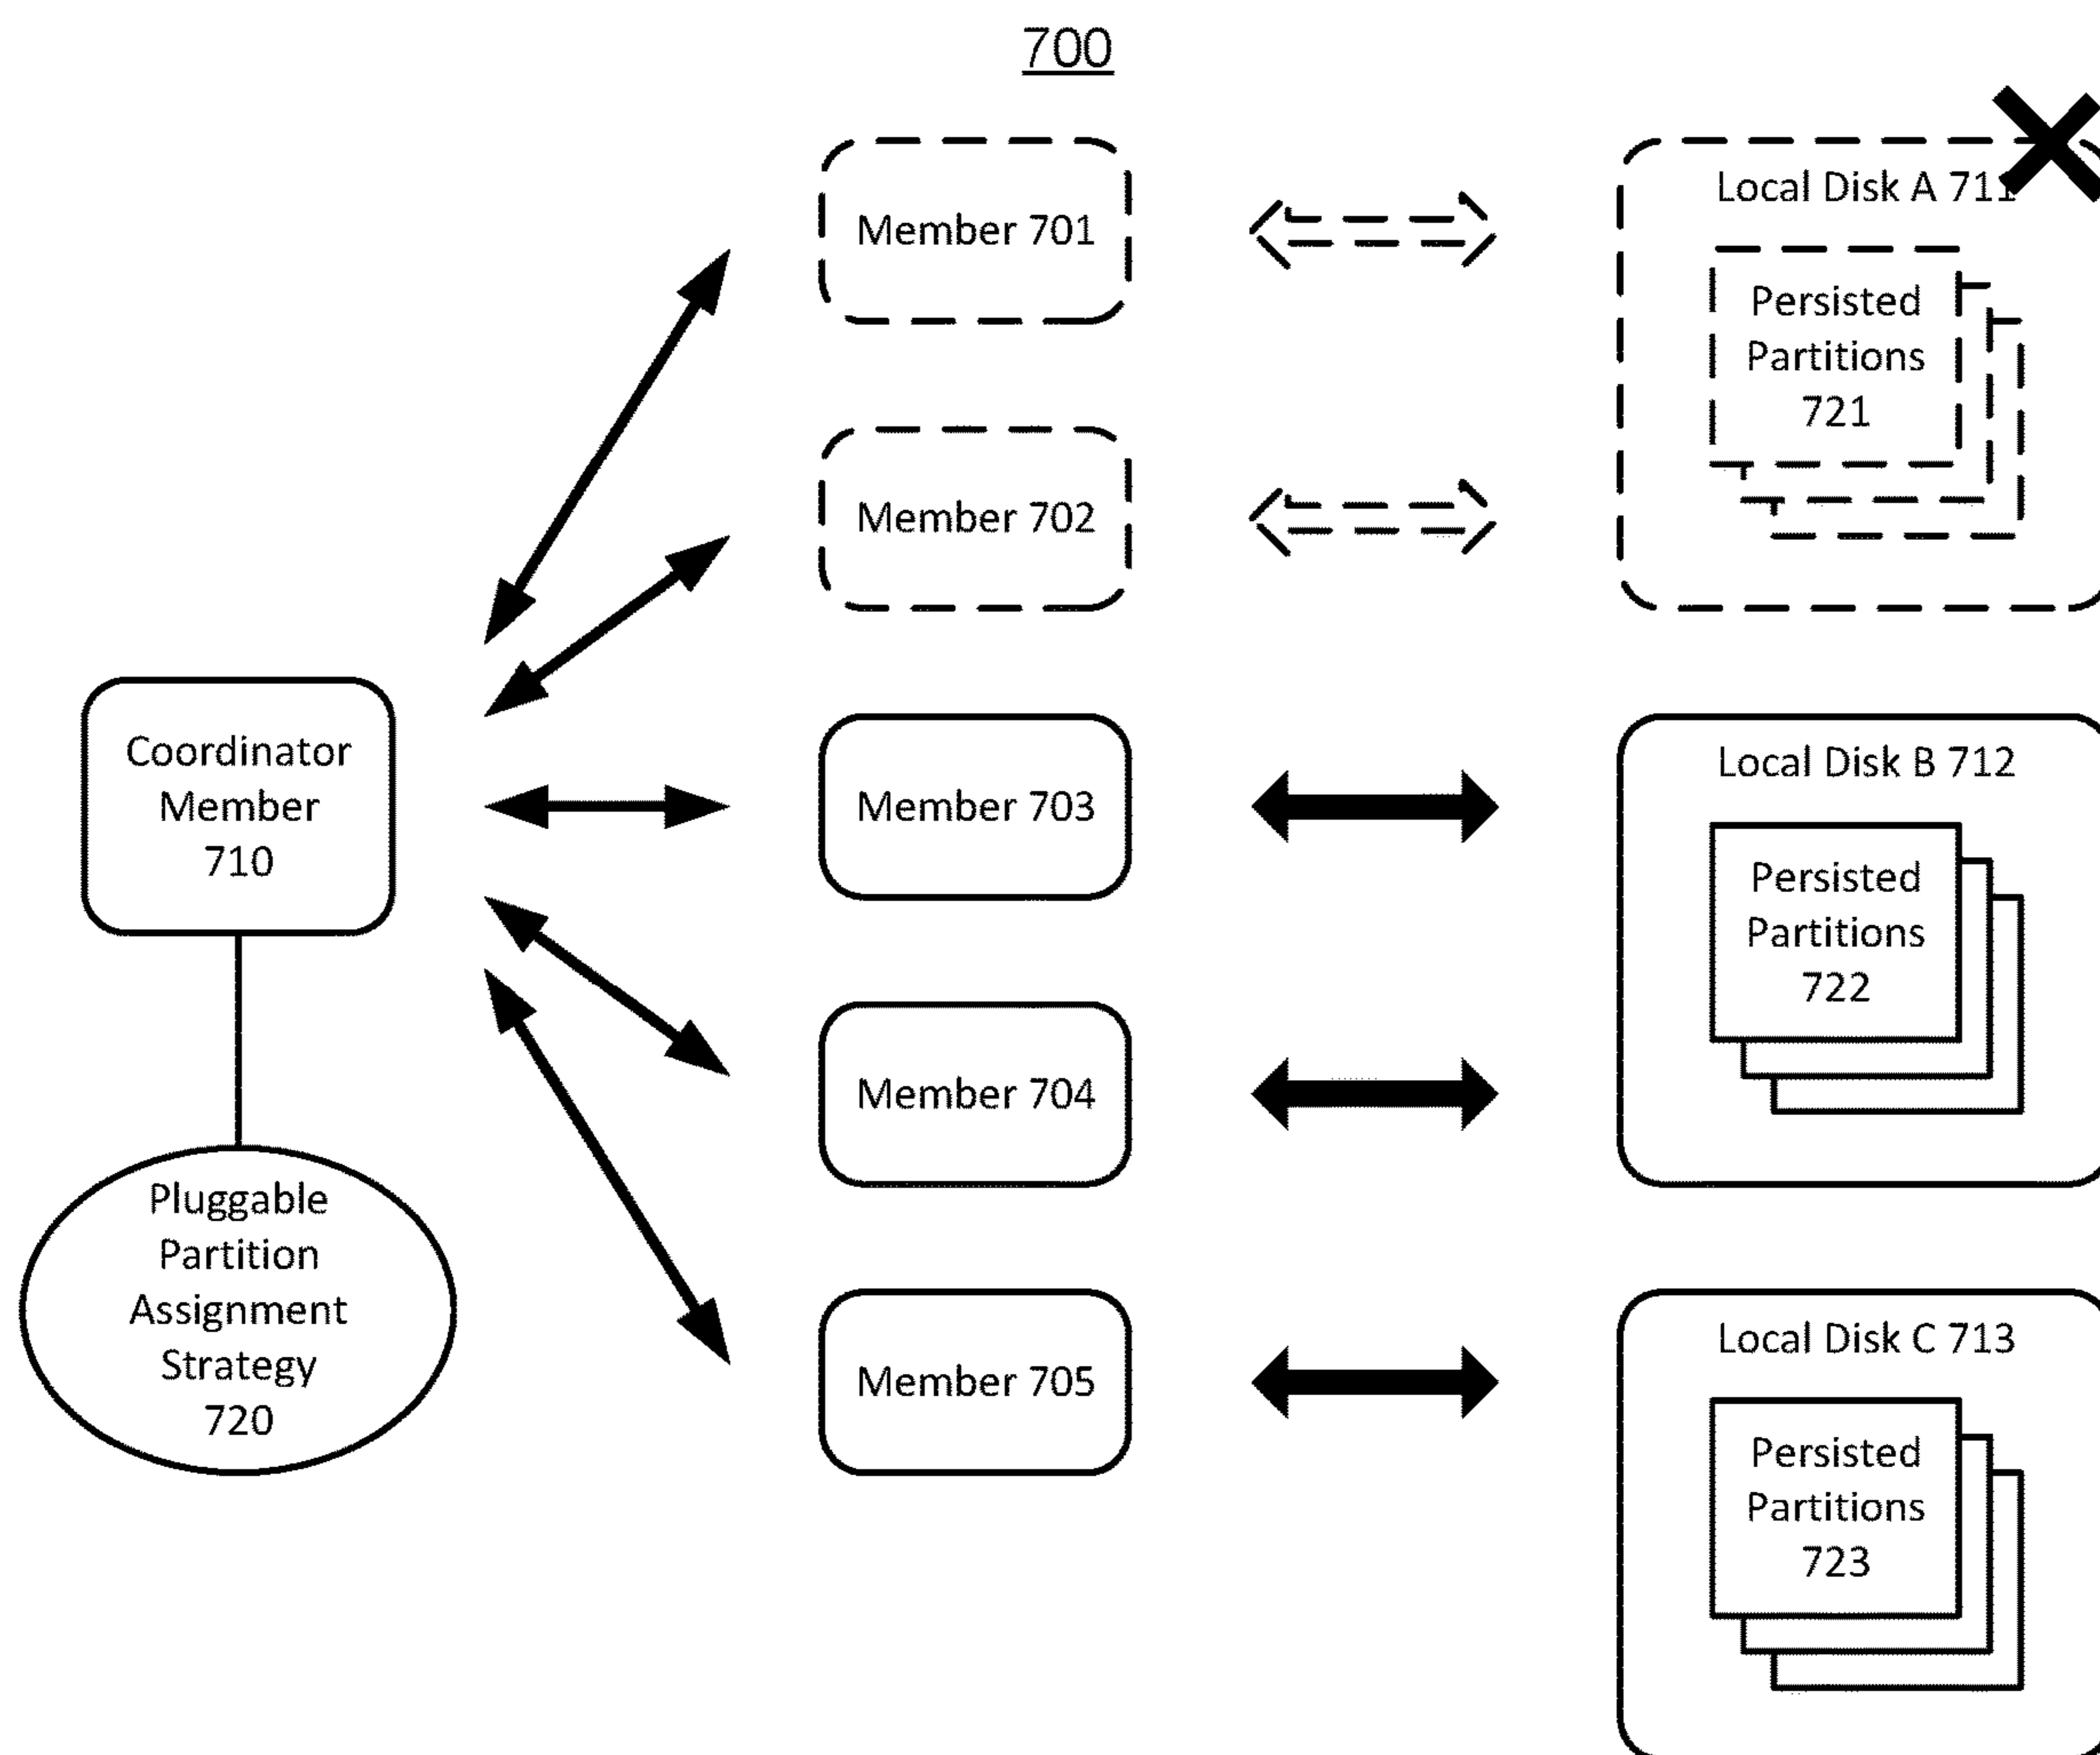 700
Member 701
Local Disk A 711
Persisted
Partitions
721
Member 702
Coordinator
Member
710
Member 703
Local Disk B 712
Persisted
Partitions
722
Member 704
Pluggable
Partition
Assignment
Strategy
720
Member 705
Local Disk C 713
Persisted
Partitions
723